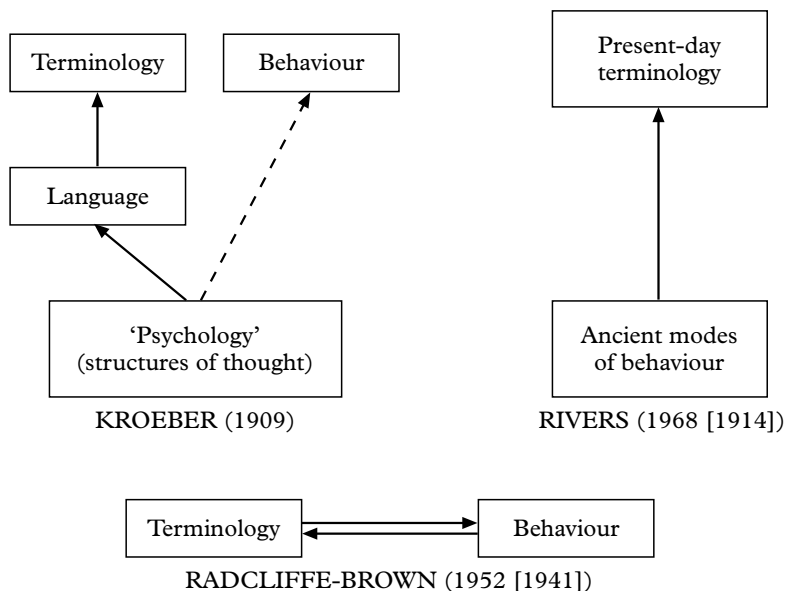 Terminology
Behaviour
Language
‘Psychology’
(structures of thought)
KROEBER (1909)
Present-day
terminology
Ancient modes
of behaviour
RIVERS (1968 [1914])
Terminology
Behaviour
RADCLIFFE-BROWN (1952 [1941])